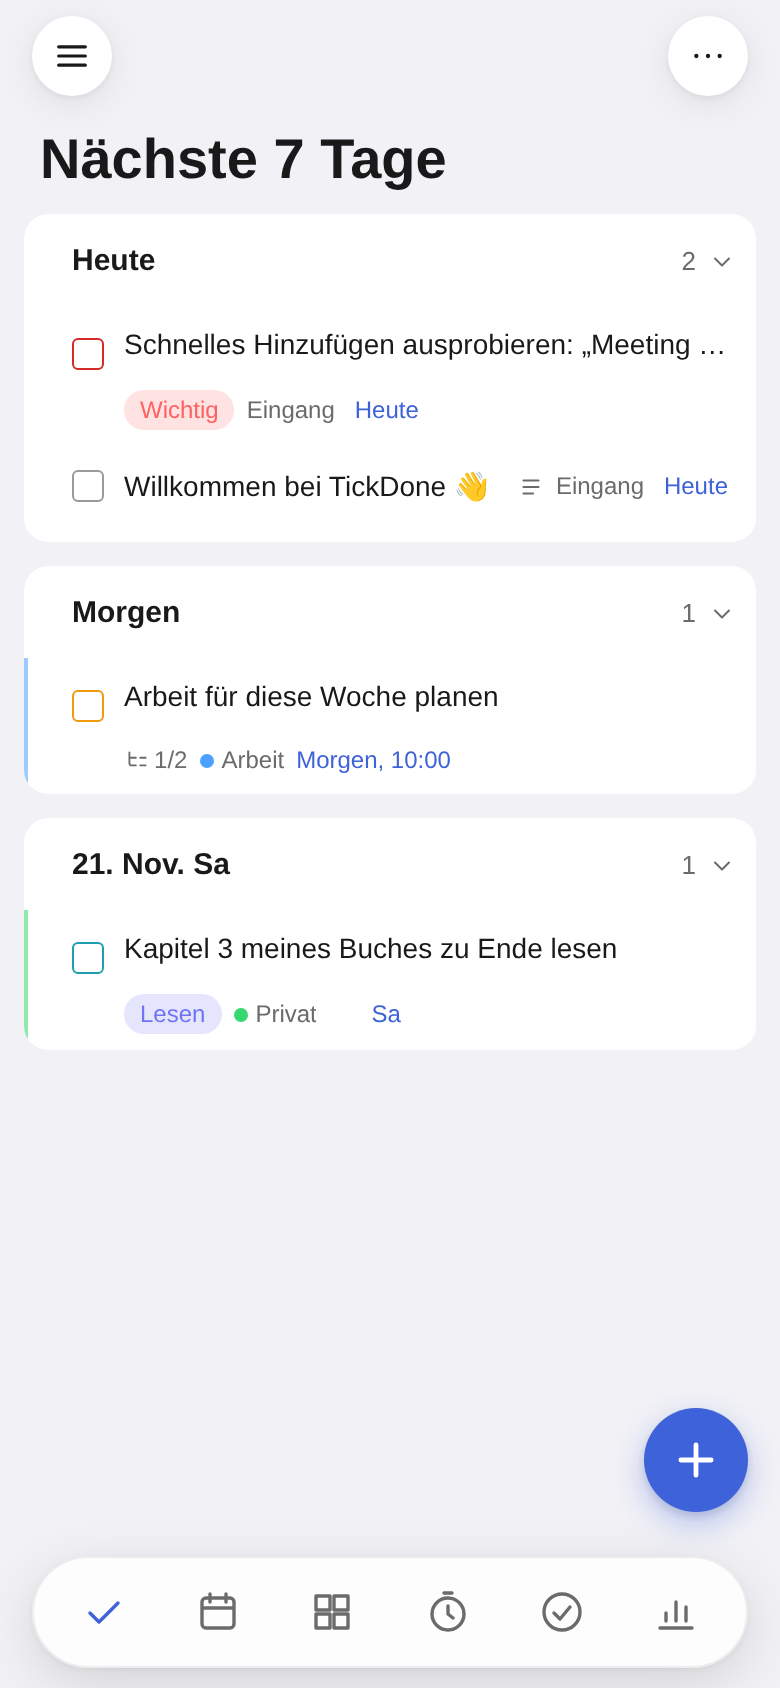 Nächste 7 Tage
Heute 2
Schnelles Hinzufügen ausprobieren: „Meeting …
Wichtig Eingang Heute
Willkommen bei TickDone 👋 Eingang Heute
Morgen 1
Arbeit für diese Woche planen
1/2 Arbeit Morgen, 10:00
21. Nov. Sa 1
Kapitel 3 meines Buches zu Ende lesen
Lesen Privat Sa